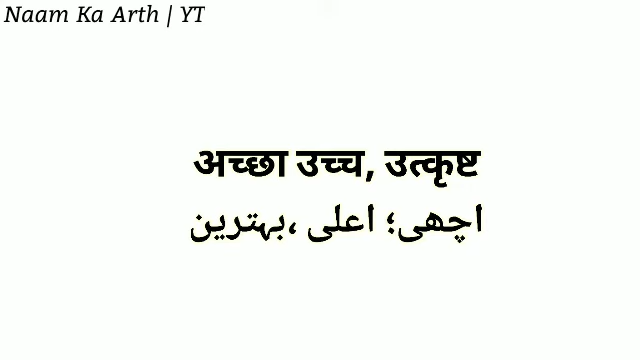 Naam Ka Arth | YT
अच्छा उच्च, उत्कृष्ट
اچھی؛ اعلی ،بہترین